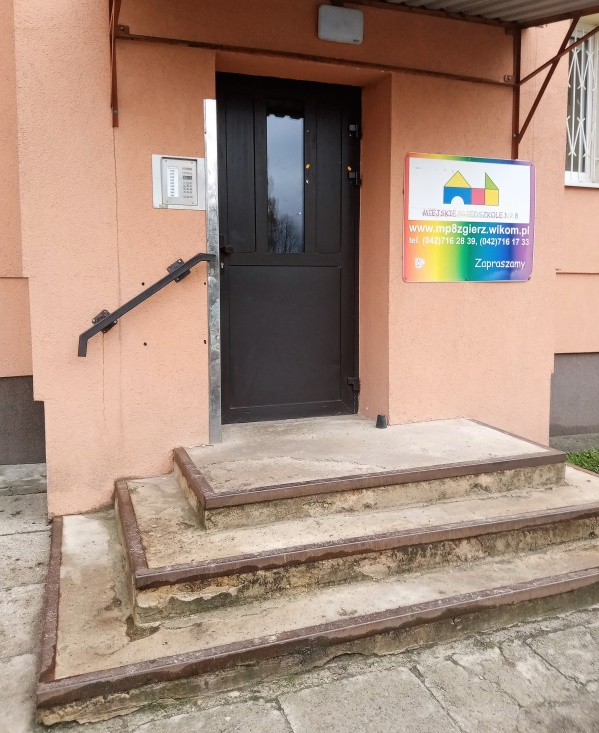 MIEJSKIE PRZEDSZKOLE NR 8
www.mp8zgierz.wikom.pl
tel. (042)716 28 39, (042)716 17 33
Zapraszamy